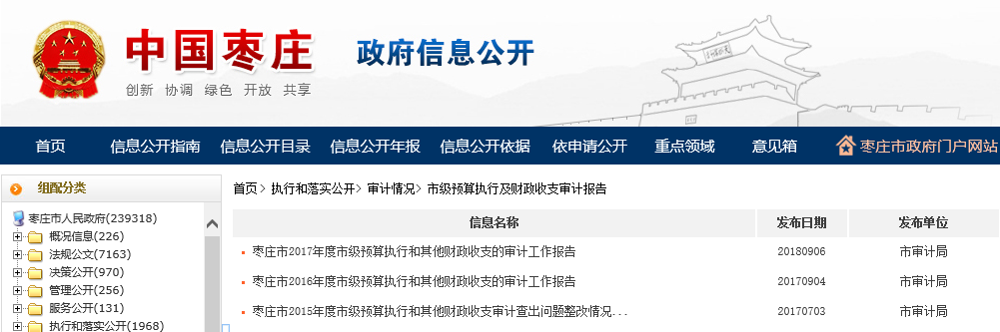 中国枣庄
政府信息公开
创新 协调 绿色 开放 共享
首页 信息公开指南 信息公开目录 信息公开年报 信息公开依据 依申请公开 重点领域 意见箱 枣庄市政府门户网站
组配分类
枣庄市人民政府(239318)
概况信息(226)
法规公文(7163)
决策公开(970)
管理公开(256)
服务公开(131)
执行和落实公开(1968)
首页> 执行和落实公开> 审计情况> 市级预算执行及财政收支审计报告
信息名称 发布日期 发布单位
枣庄市2017年度市级预算执行和其他财政收支的审计工作报告 20180906 市审计局
枣庄市2016年度市级预算执行和其他财政收支的审计工作报告 20170904 市审计局
枣庄市2015年度市级预算执行和其他财政收支审计查出问题整改情况... 20170703 市审计局